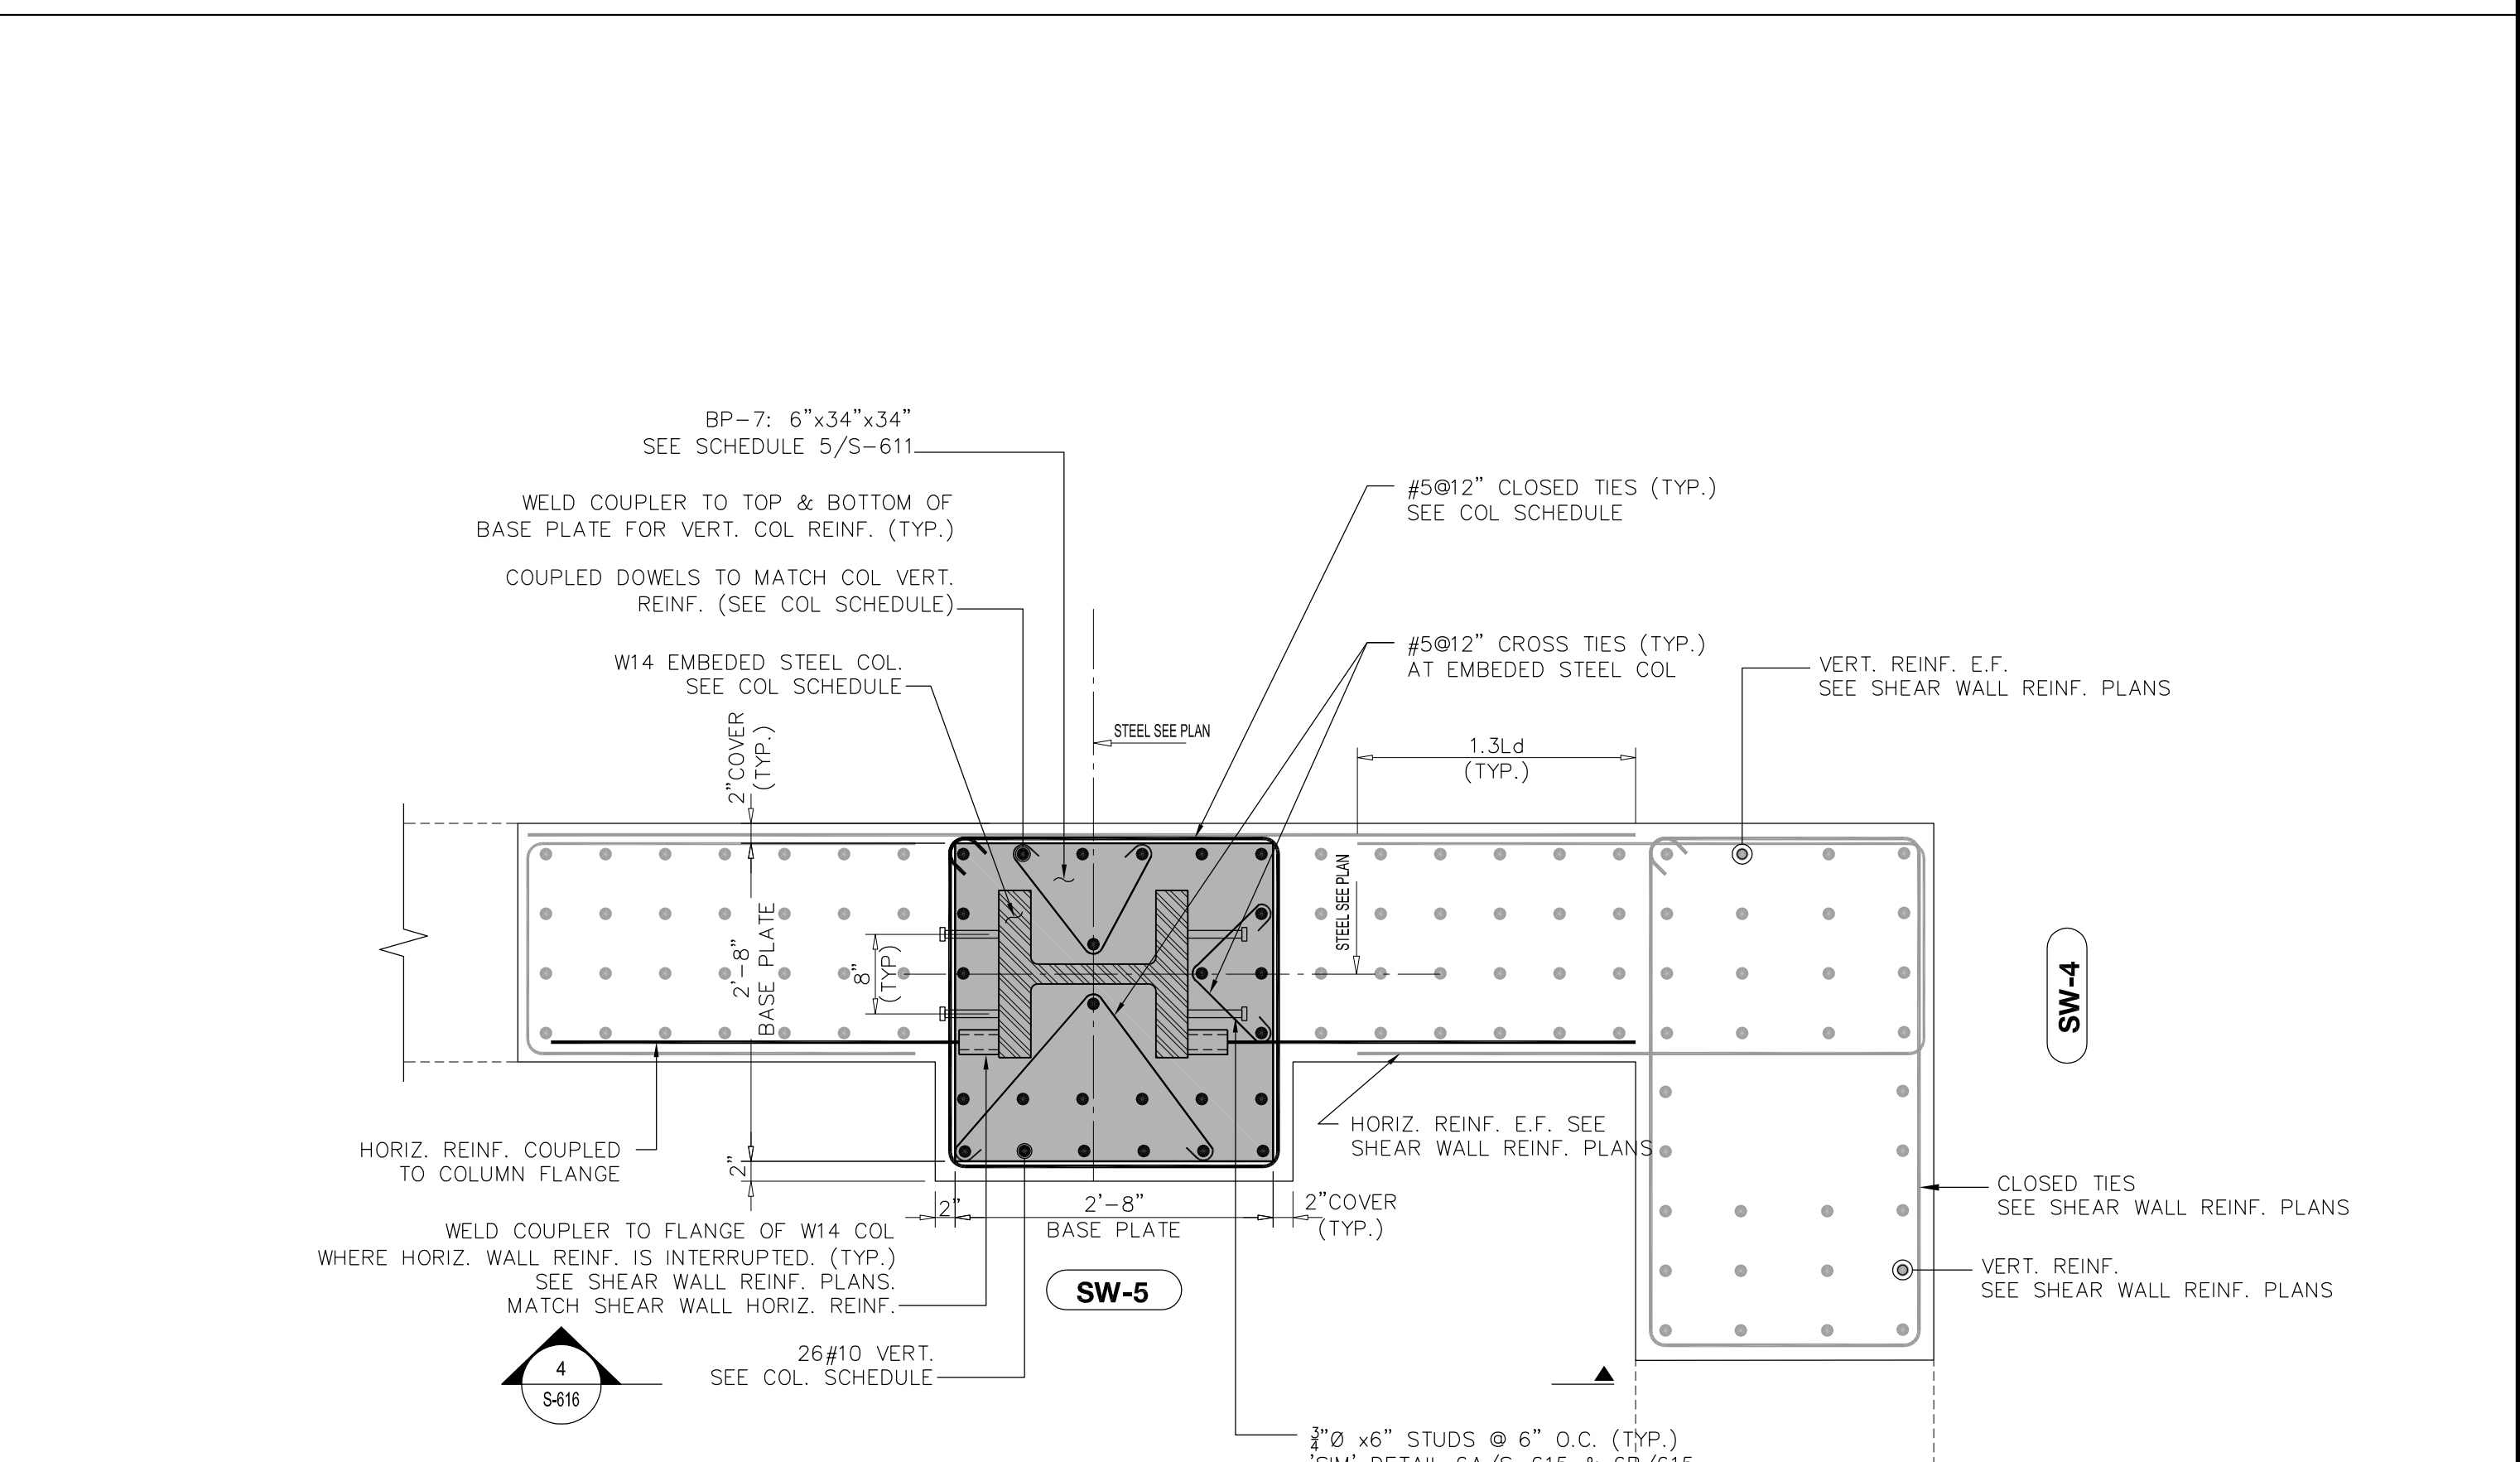 BP-7: 6"x34"x34"
SEE SCHEDULE 5/S-611
WELD COUPLER TO TOP & BOTTOM OF
BASE PLATE FOR VERT. COL REINF. (TYP.)
COUPLED DOWELS TO MATCH COL VERT.
REINF. (SEE COL SCHEDULE)
W14 EMBEDED STEEL COL.
SEE COL SCHEDULE
#5@12" CLOSED TIES (TYP.)
SEE COL SCHEDULE
#5@12" CROSS TIES (TYP.)
AT EMBEDED STEEL COL
VERT. REINF. E.F.
SEE SHEAR WALL REINF. PLANS
STEEL SEE PLAN
1.3Ld
(TYP.)
2"COVER
(TYP.)
STEEL SEE PLAN
2'-8"
BASE PLATE
8"
(TYP)
SW-4
HORIZ. REINF. COUPLED
TO COLUMN FLANGE
2"
HORIZ. REINF. E.F. SEE
SHEAR WALL REINF. PLANS
CLOSED TIES
SEE SHEAR WALL REINF. PLANS
2"
2'-8"
BASE PLATE
2"COVER
(TYP.)
WELD COUPLER TO FLANGE OF W14 COL
WHERE HORIZ. WALL REINF. IS INTERRUPTED. (TYP.)
SEE SHEAR WALL REINF. PLANS.
MATCH SHEAR WALL HORIZ. REINF.
SW-5
VERT. REINF.
SEE SHEAR WALL REINF. PLANS
26#10 VERT.
SEE COL. SCHEDULE
4
S-616
¾"Ø x6" STUDS @ 6" O.C. (TYP.)
'SIM' DETAIL 6A/S-615 & 6B/615